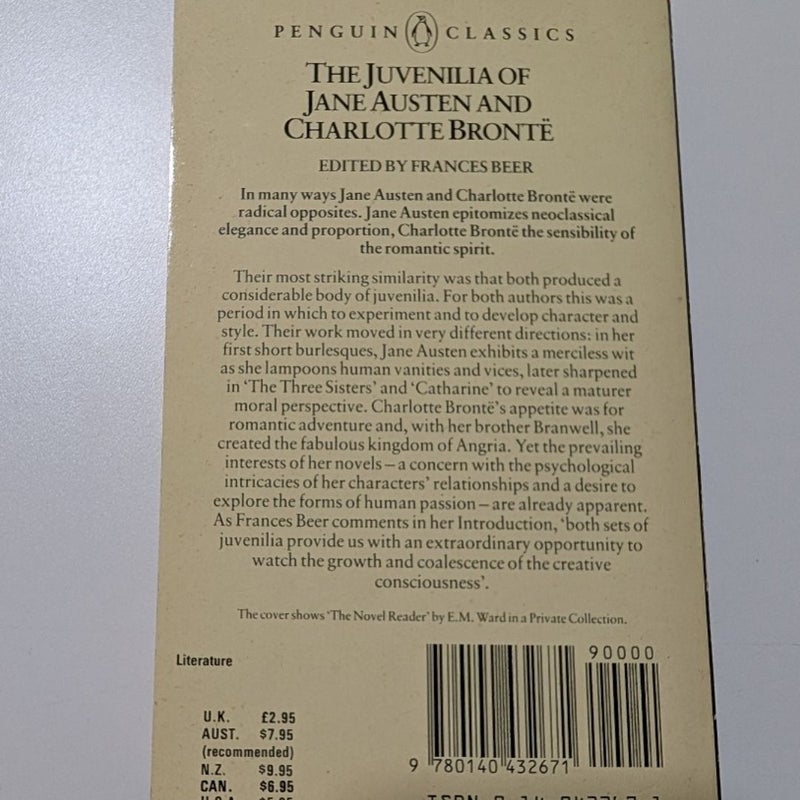 PENGUIN CLASSICS
THE JUVENILIA OF
JANE AUSTEN AND
CHARLOTTE BRONTË
EDITED BY FRANCES BEER
In many ways Jane Austen and Charlotte Brontë were
radical opposites. Jane Austen epitomizes neoclassical
elegance and proportion, Charlotte Brontë the sensibility of
the romantic spirit.
Their most striking similarity was that both produced a
considerable body of juvenilia. For both authors this was a
period in which to experiment and to develop character and
style. Their work moved in very different directions: in her
first short burlesques, Jane Austen exhibits a merciless wit
as she lampoons human vanities and vices, later sharpened
in ‘The Three Sisters’ and ‘Catharine’ to reveal a maturer
moral perspective. Charlotte Brontë’s appetite was for
romantic adventure and, with her brother Branwell, she
created the fabulous kingdom of Angria. Yet the prevailing
interests of her novels – a concern with the psychological
intricacies of her characters’ relationships and a desire to
explore the forms of human passion – are already apparent.
As Frances Beer comments in her Introduction, ‘both sets of
juvenilia provide us with an extraordinary opportunity to
watch the growth and coalescence of the creative
consciousness’.
The cover shows ‘The Novel Reader’ by E.M. Ward in a Private Collection.
Literature
U.K. £2.95
AUST. $7.95
(recommended)
N.Z. $9.95
CAN. $6.95
90000
9 780140 432671